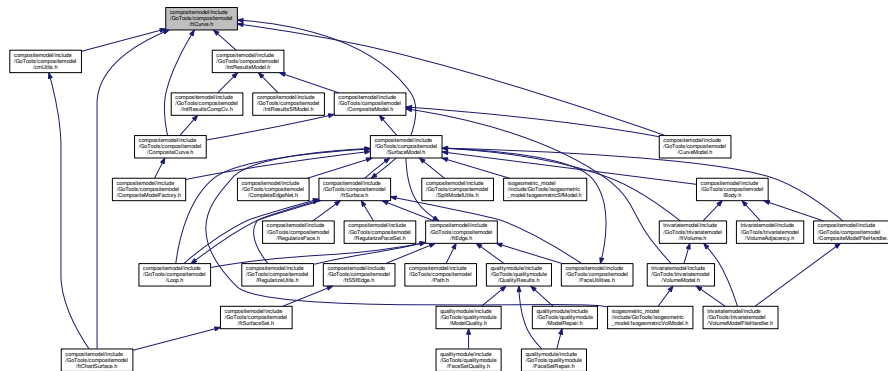 compositemodel/include
/GoTools/compositemodel
/ftCurve.h
compositemodel/include
/GoTools/compositemodel
/cmUtils.h
compositemodel/include
/GoTools/compositemodel
/IntResultsModel.h
compositemodel/include
/GoTools/compositemodel
/IntResultsCompCv.h
compositemodel/include
/GoTools/compositemodel
/IntResultsSfModel.h
compositemodel/include
/GoTools/compositemodel
/CompositeModel.h
compositemodel/include
/GoTools/compositemodel
/CompositeCurve.h
compositemodel/include
/GoTools/compositemodel
/SurfaceModel.h
compositemodel/include
/GoTools/compositemodel
/CurveModel.h
compositemodel/include
/GoTools/compositemodel
/CompositeModelFactory.h
compositemodel/include
/GoTools/compositemodel
/CompleteEdgeNet.h
compositemodel/include
/GoTools/compositemodel
/ftSurface.h
compositemodel/include
/GoTools/compositemodel
/SplitModelUtils.h
isogeometric_model
/include/GoTools/isogeometric
_model/IsogeometricSfModel.h
compositemodel/include
/GoTools/compositemodel
/Body.h
compositemodel/include
/GoTools/compositemodel
/RegularizeFace.h
compositemodel/include
/GoTools/compositemodel
/RegularizeFaceSet.h
compositemodel/include
/GoTools/compositemodel
/ftEdge.h
trivariatemodel/include
/GoTools/trivariatemodel
/ftVolume.h
trivariatemodel/include
/GoTools/trivariatemodel
/VolumeAdjacency.h
compositemodel/include
/GoTools/compositemodel
/CompositeModelFileHandler.h
compositemodel/include
/GoTools/compositemodel
/Loop.h
compositemodel/include
/GoTools/compositemodel
/RegularizeUtils.h
compositemodel/include
/GoTools/compositemodel
/ftSSfEdge.h
compositemodel/include
/GoTools/compositemodel
/Path.h
qualitymodule/include
/GoTools/qualitymodule
/QualityResults.h
compositemodel/include
/GoTools/compositemodel
/FaceUtilities.h
trivariatemodel/include
/GoTools/trivariatemodel
/VolumeModel.h
compositemodel/include
/GoTools/compositemodel
/ftSurfaceSet.h
qualitymodule/include
/GoTools/qualitymodule
/ModelQuality.h
qualitymodule/include
/GoTools/qualitymodule
/ModelRepair.h
isogeometric_model
/include/GoTools/isogeometric
_model/IsogeometricVolModel.h
trivariatemodel/include
/GoTools/trivariatemodel
/VolumeModelFileHandler.h
compositemodel/include
/GoTools/compositemodel
/ftChartSurface.h
qualitymodule/include
/GoTools/qualitymodule
/FaceSetQuality.h
qualitymodule/include
/GoTools/qualitymodule
/FaceSetRepair.h